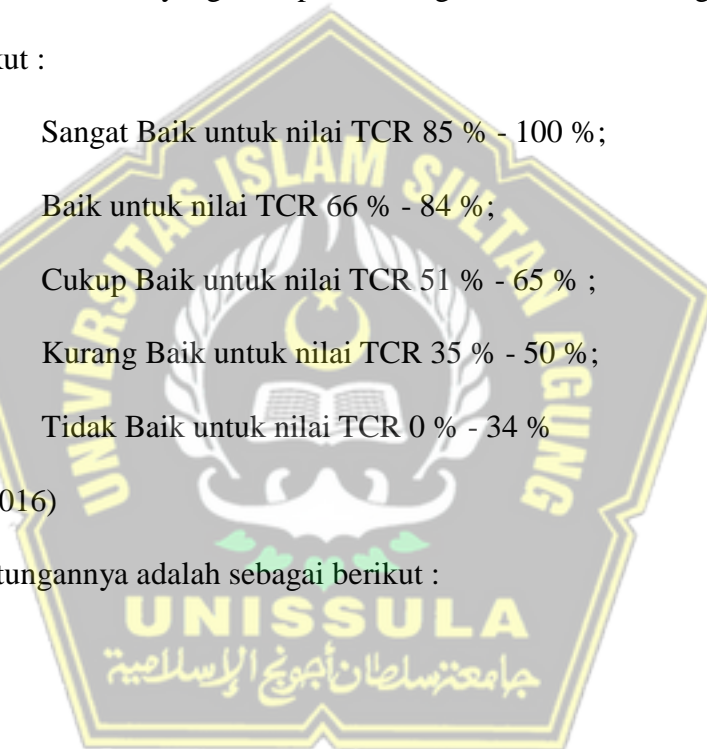 kut :
Sangat Baik untuk nilai TCR 85 % - 100 %;
Baik untuk nilai TCR 66 % - 84 %;
Cukup Baik untuk nilai TCR 51 % - 65 % ;
Kurang Baik untuk nilai TCR 35 % - 50 %;
Tidak Baik untuk nilai TCR 0 % - 34 %
016)
tungannya adalah sebagai berikut :
UNIVERSITAS ISLAM SULTAN AGUNG
UNISSULA
جامعة سلطان أجونج الإسلامية